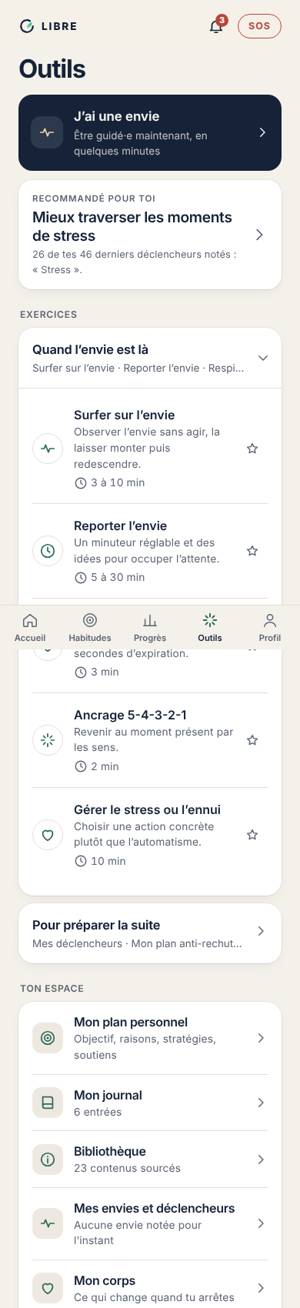 LIBRE
3
SOS
Outils
J'ai une envie
Être guidé·e maintenant, en
quelques minutes
RECOMMANDÉ POUR TOI
Mieux traverser les moments
de stress
26 de tes 46 derniers déclencheurs notés :
« Stress ».
EXERCICES
Quand l'envie est là
Surfer sur l'envie · Reporter l'envie · Respi...
Surfer sur l'envie
Observer l'envie sans agir, la
laisser monter puis
redescendre.
3 à 10 min
Reporter l'envie
Un minuteur réglable et des
idées pour occuper l'attente.
5 à 30 min
Accueil
Habitudes
Progrès
Outils
Profil
secondes d'expiration.
3 min
Ancrage 5-4-3-2-1
Revenir au moment présent par
les sens.
2 min
Gérer le stress ou l'ennui
Choisir une action concrète
plutôt que l'automatisme.
10 min
Pour préparer la suite
Mes déclencheurs · Mon plan anti-rechut...
TON ESPACE
Mon plan personnel
Objectif, raisons, stratégies,
soutiens
Mon journal
6 entrées
Bibliothèque
23 contenus sourcés
Mes envies et déclencheurs
Aucune envie notée pour
l'instant
Mon corps
Ce qui change quand tu arrêtes